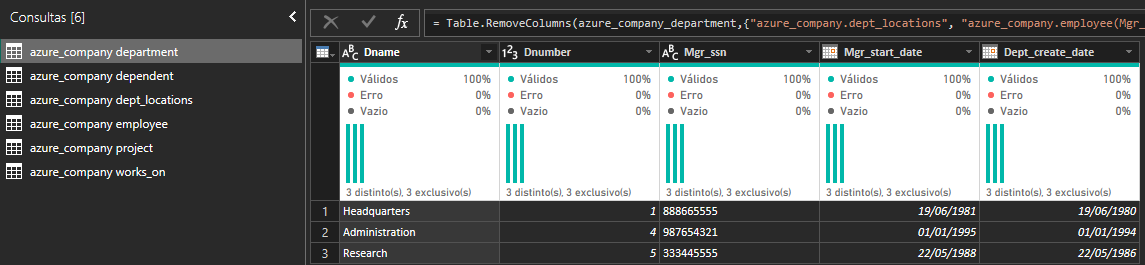 Consultas [6]
azure_company department
azure_company dependent
azure_company dept_locations
azure_company employee
azure_company project
azure_company works_on
fx = Table.RemoveColumns(azure_company_department,{"azure_company.dept_locations", "azure_company.employee(Mgr_
ABC Dname 123 Dnumber ABC Mgr_ssn Mgr_start_date Dept_create_date
Válidos 100% Válidos 100% Válidos 100% Válidos 100% Válidos 100%
Erro 0% Erro 0% Erro 0% Erro 0% Erro 0%
Vazio 0% Vazio 0% Vazio 0% Vazio 0% Vazio 0%
3 distinto(s), 3 exclusivo(s) 3 distinto(s), 3 exclusivo(s) 3 distinto(s), 3 exclusivo(s) 3 distinto(s), 3 exclusivo(s) 3 distinto(s), 3 exclusivo(s)
1 Headquarters 1 888665555 19/06/1981 19/06/1980
2 Administration 4 987654321 01/01/1995 01/01/1994
3 Research 5 333445555 22/05/1988 22/05/1986